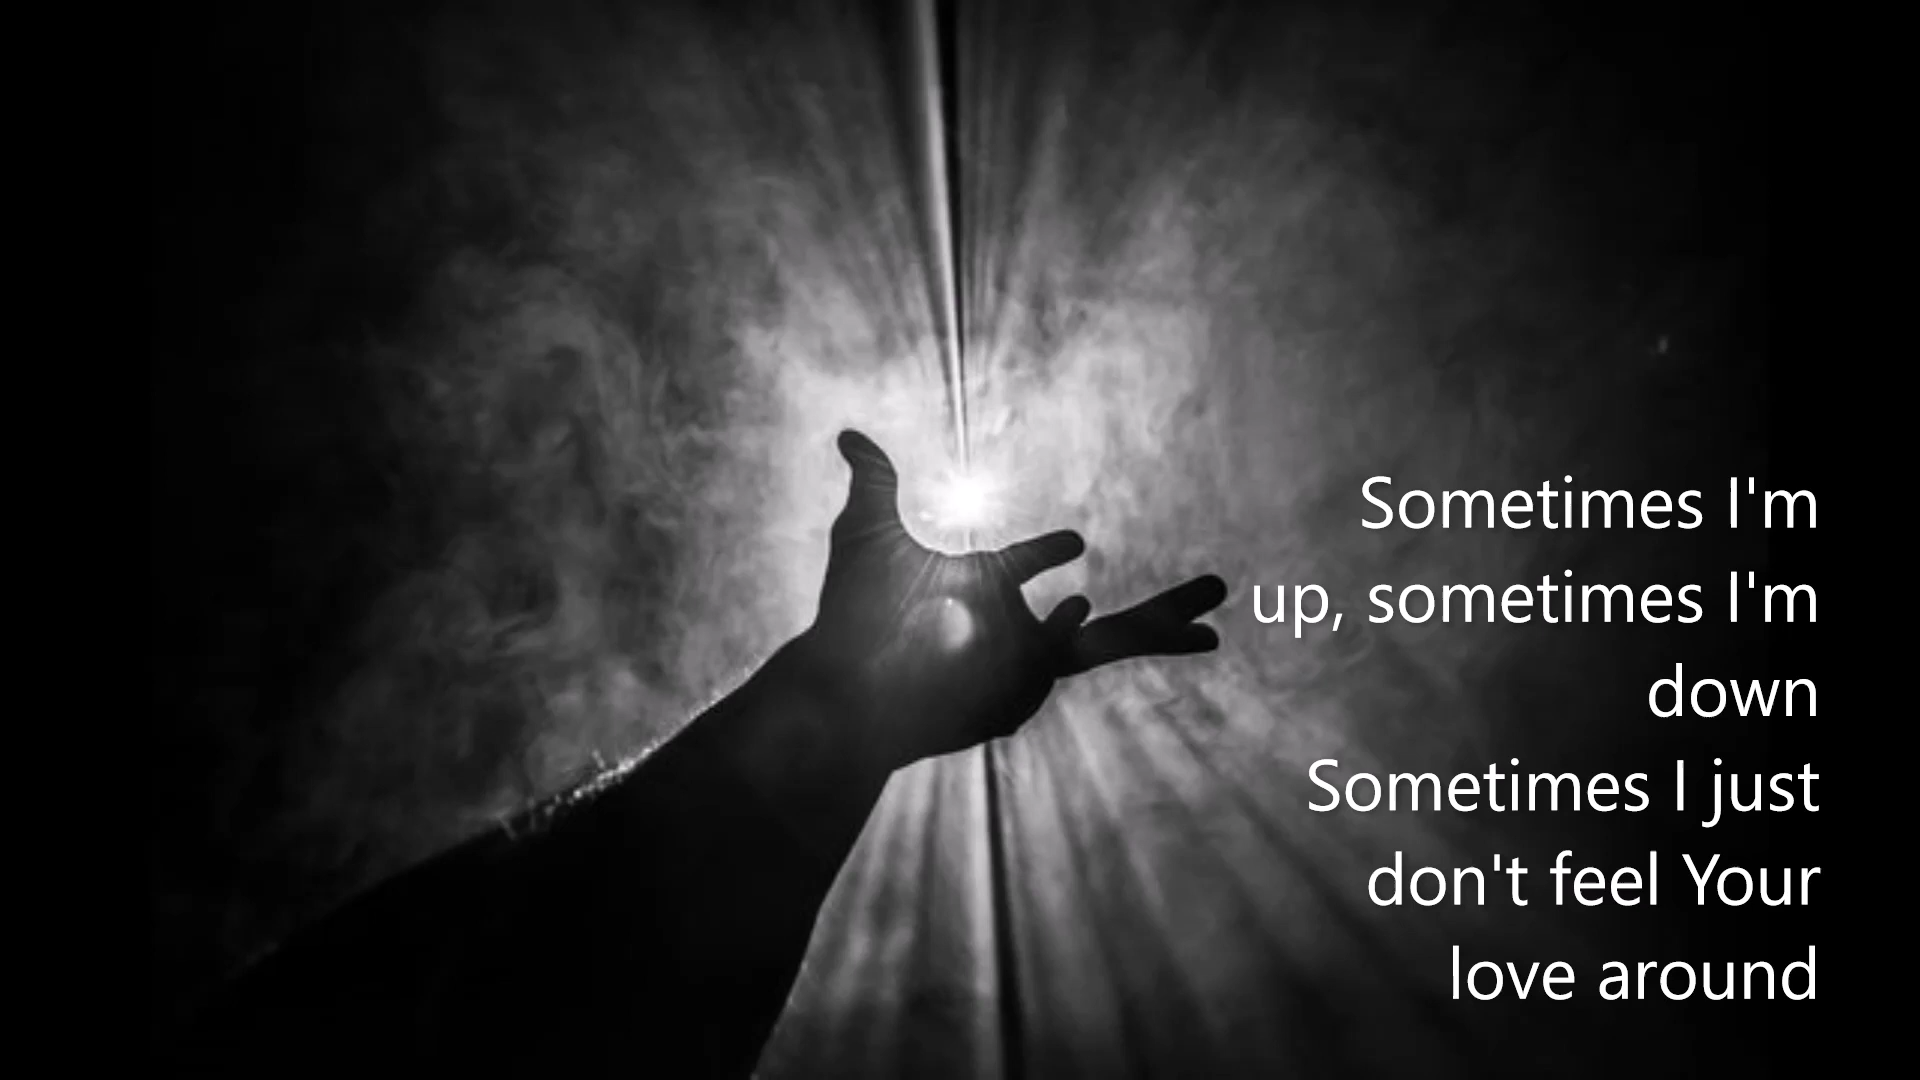 Sometimes I'm
up, sometimes I'm
down
Sometimes I just
don't feel Your
love around